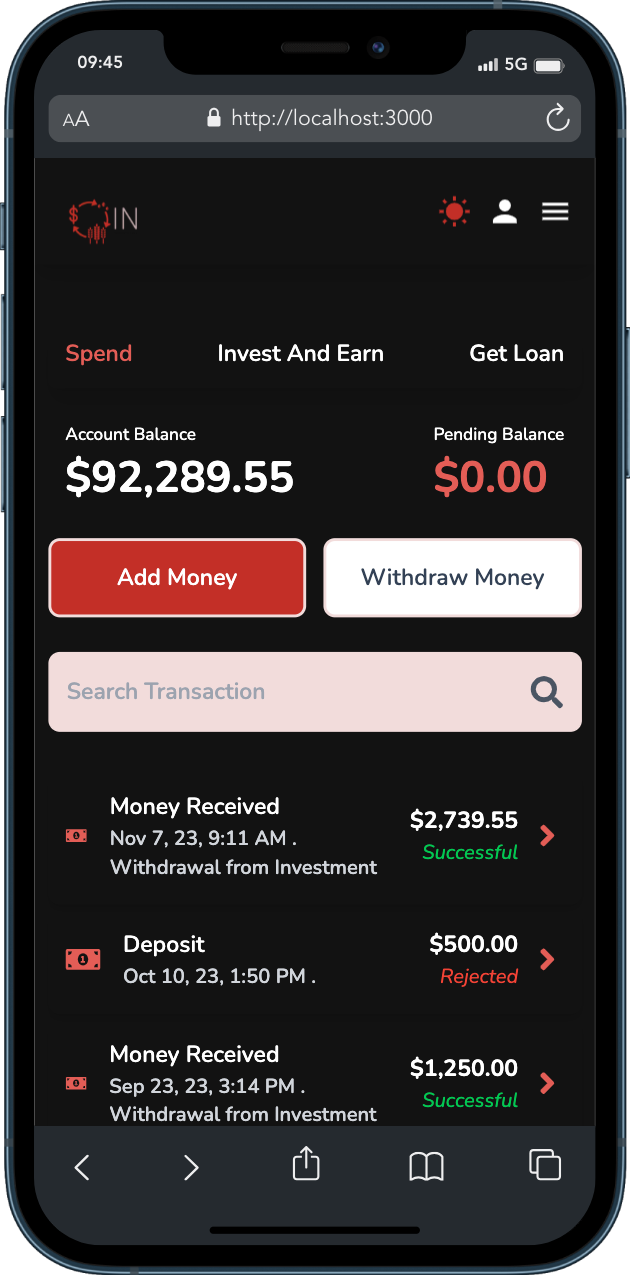 09:45
5G
AA
http://localhost:3000
$
IN
Spend
Invest And Earn
Get Loan
Account Balance
Pending Balance
$92,289.55
$0.00
Add Money
Withdraw Money
Search Transaction
Money Received
$2,739.55
Nov 7, 23, 9:11 AM .
Successful
Withdrawal from Investment
Deposit
$500.00
1
Oct 10, 23, 1:50 PM .
Rejected
Money Received
$1,250.00
Sep 23, 23, 3:14 PM .
Successful
Withdrawal from Investment